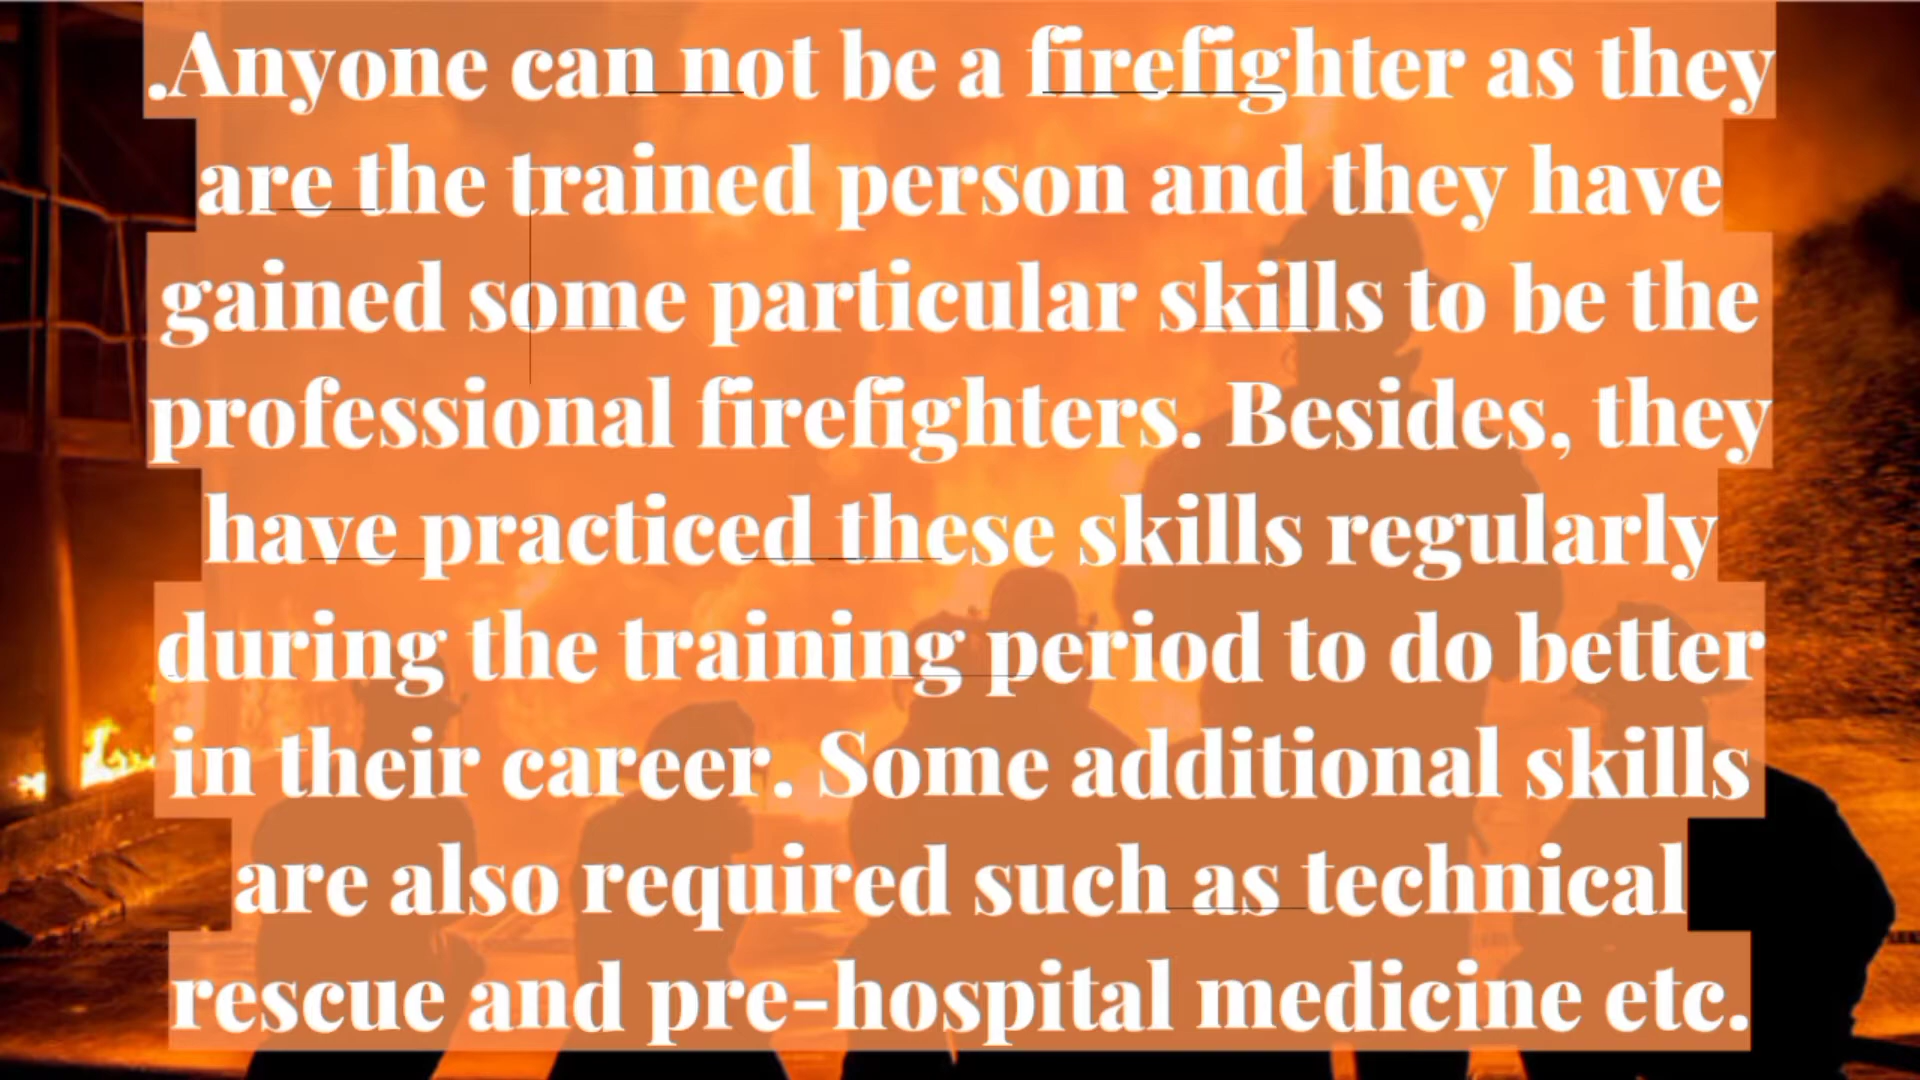 .Anyone can not be a firefighter as they
are the trained person and they have
gained some particular skills to be the
professional firefighters. Besides, they
have practiced these skills regularly
during the training period to do better
in their career. Some additional skills
are also required such as technical
rescue and pre-hospital medicine etc.